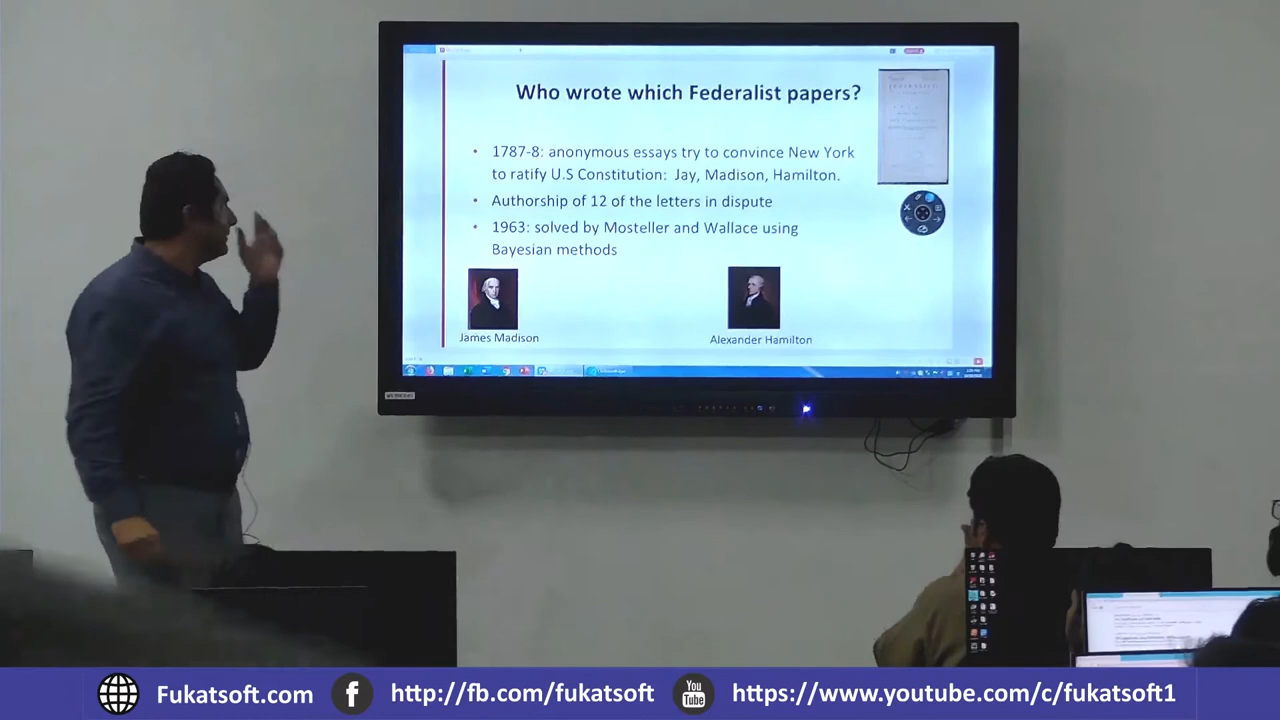 Who wrote which Federalist papers?
• 1787-8: anonymous essays try to convince New York
to ratify U.S Constitution: Jay, Madison, Hamilton.
• Authorship of 12 of the letters in dispute
• 1963: solved by Mosteller and Wallace using
Bayesian methods
James Madison
Alexander Hamilton
Fukatsoft.com
f
http://fb.com/fukatsoft
You
Tube
https://www.youtube.com/c/fukatsoft1